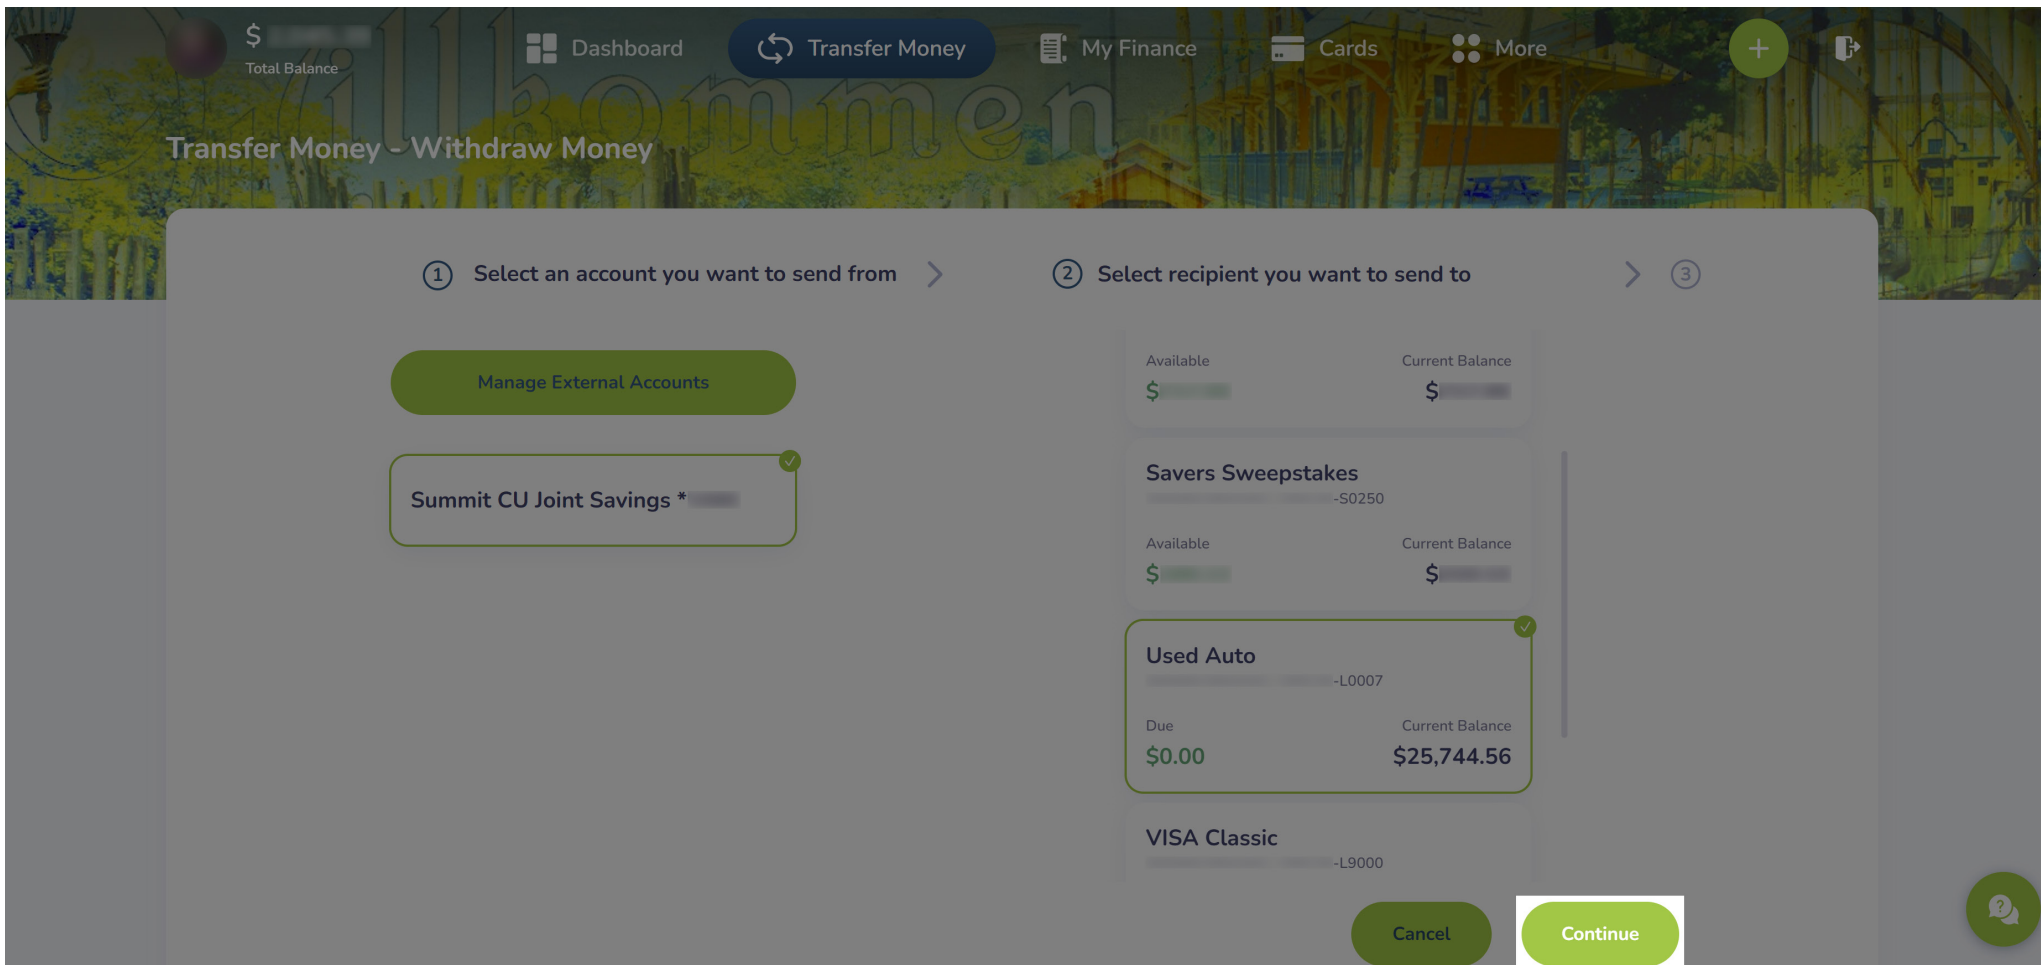 $
Total Balance
Dashboard
Transfer Money
My Finance
Cards
More
Willkommen
Transfer Money - Withdraw Money
1 Select an account you want to send from
2 Select recipient you want to send to
3
Manage External Accounts
Summit CU Joint Savings *
Available Current Balance
$ $
Savers Sweepstakes
-S0250
Available Current Balance
$ $
Used Auto
-L0007
Due Current Balance
$0.00 $25,744.56
VISA Classic
-L9000
Cancel
Continue